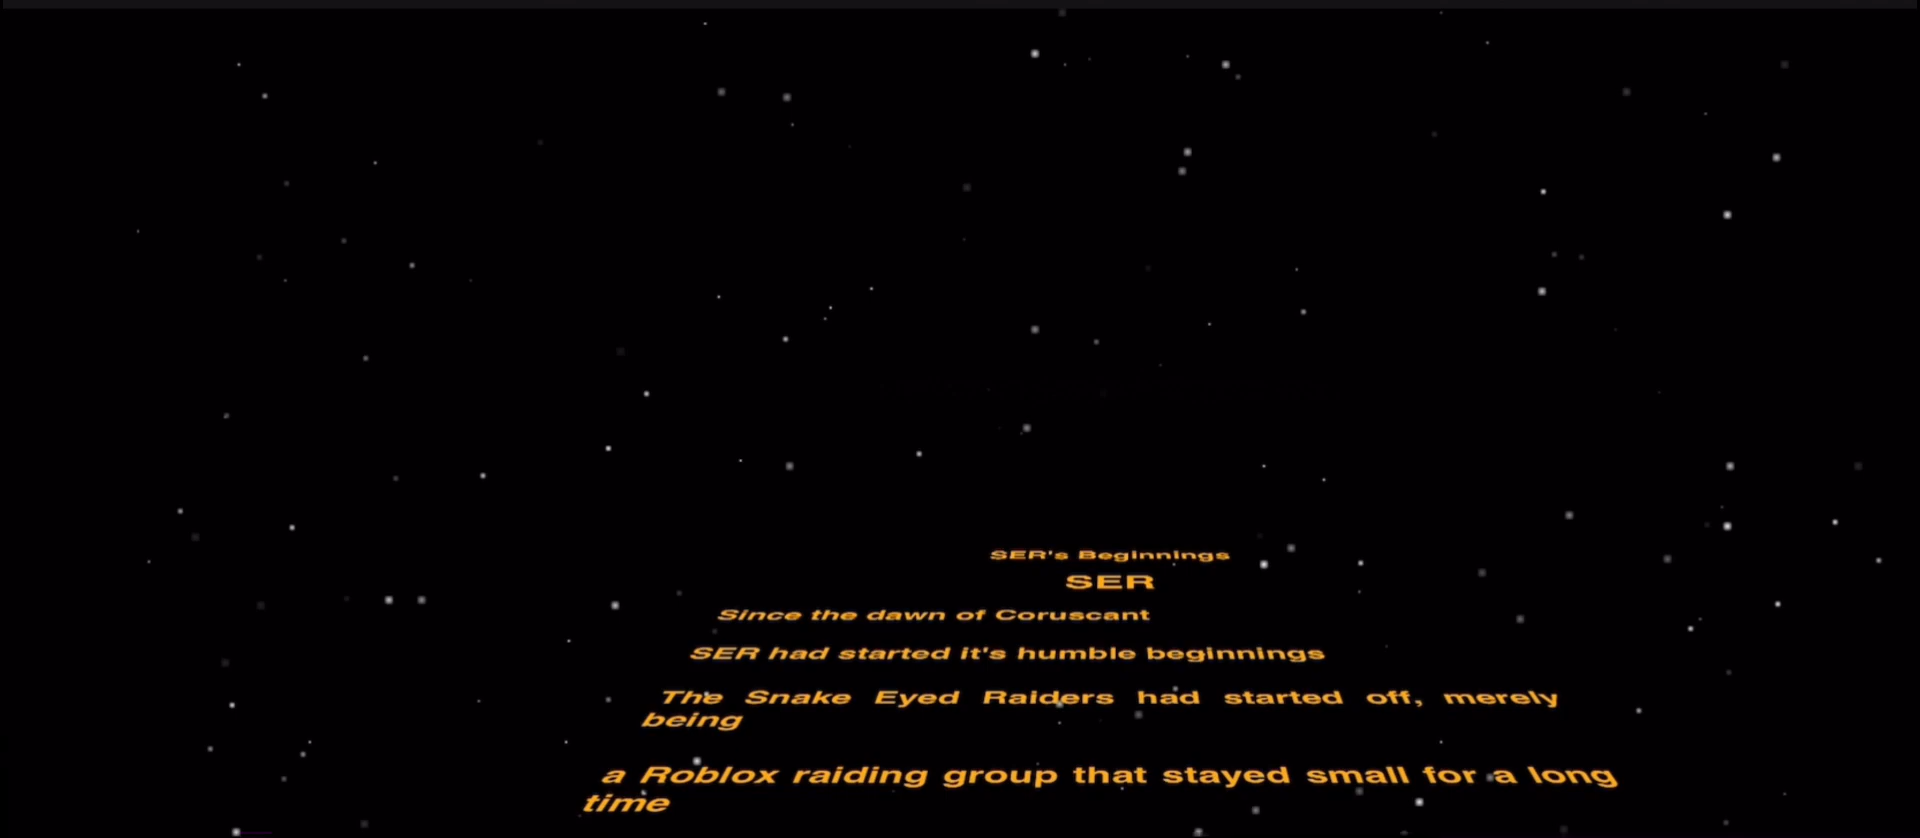 SER's Beginnings
SER
Since the dawn of Coruscant
SER had started it's humble beginnings
The Snake Eyed Raiders had started off, merely
being
a Roblox raiding group that stayed small for a long
time